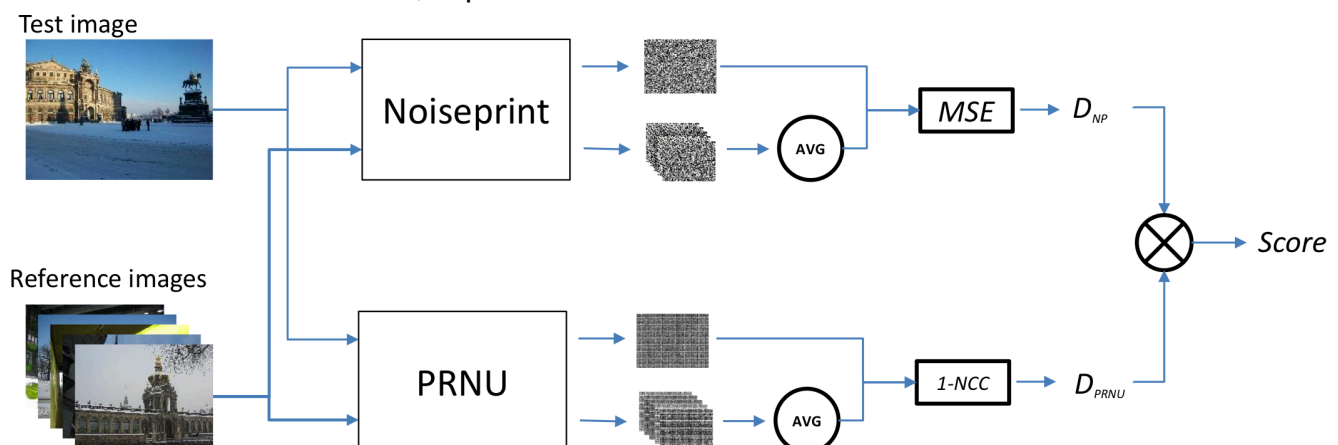 Test image
Noiseprint
AVG
MSE
D_NP
Score
Reference images
PRNU
AVG
1-NCC
D_PRNU